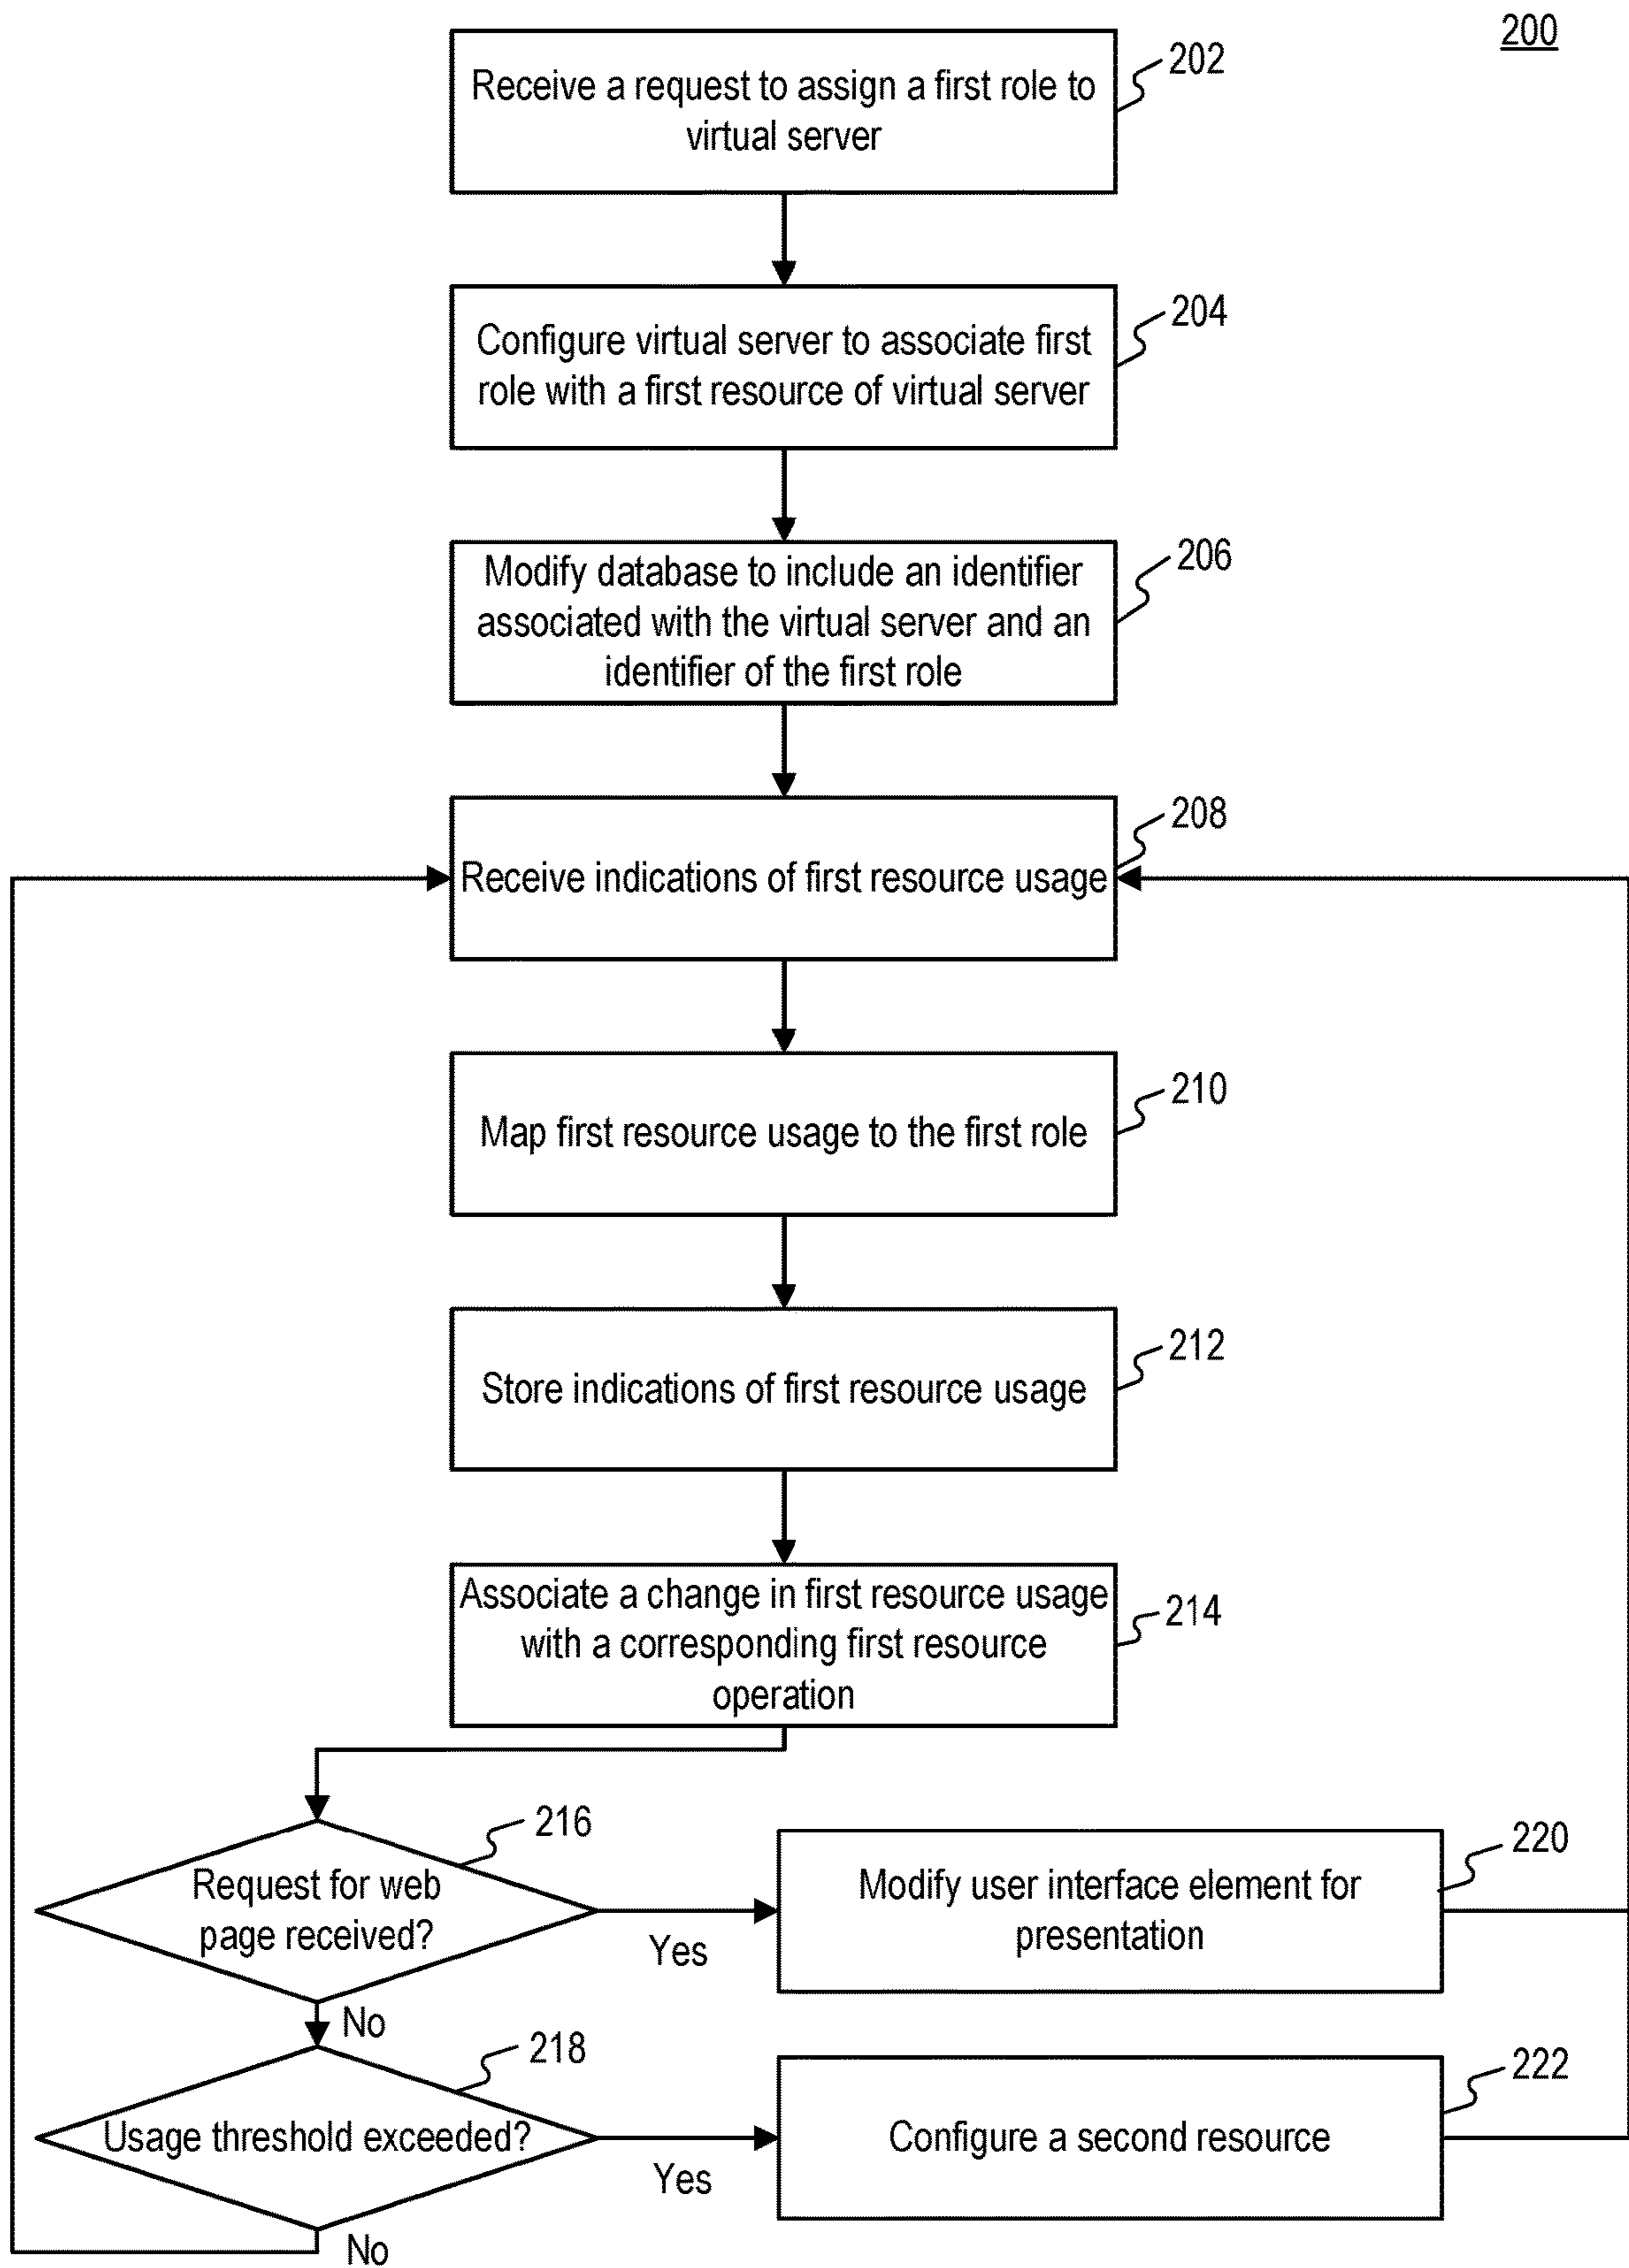 200
Receive a request to assign a first role to
virtual server
202
Configure virtual server to associate first
role with a first resource of virtual server
204
Modify database to include an identifier
associated with the virtual server and an
identifier of the first role
206
Receive indications of first resource usage
208
Map first resource usage to the first role
210
Store indications of first resource usage
212
Associate a change in first resource usage
with a corresponding first resource
operation
214
Request for web
page received?
216
Yes
Modify user interface element for
presentation
220
No
Usage threshold exceeded?
218
Yes
Configure a second resource
222
No